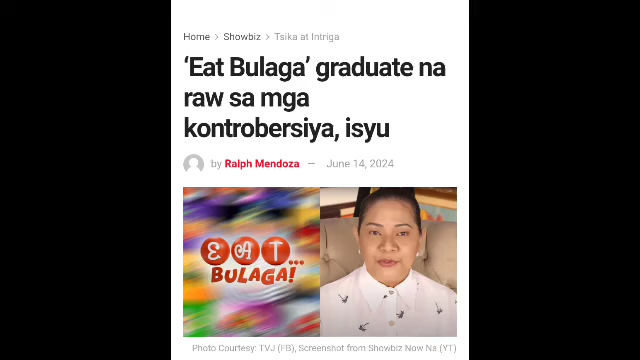 Home > Showbiz > Tsika at Intriga
‘Eat Bulaga’ graduate na
raw sa mga
kontrobersiya, isyu
by Ralph Mendoza — June 14, 2024
EAT...
BULAGA!
Photo Courtesy: TVJ (FB), Screenshot from Showbiz Now Na (YT)